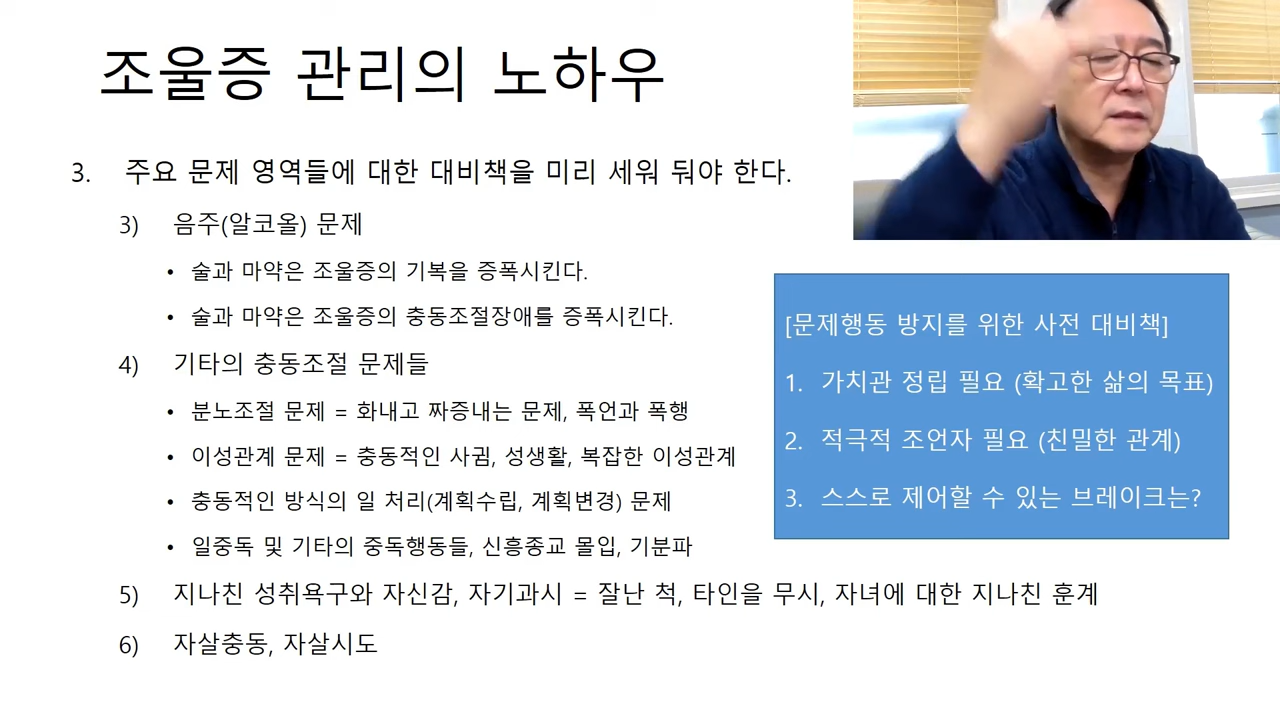 조울증 관리의 노하우
3. 주요 문제 영역들에 대한 대비책을 미리 세워 둬야 한다.
3) 음주(알코올) 문제
• 술과 마약은 조울증의 기복을 증폭시킨다.
• 술과 마약은 조울증의 충동조절장애를 증폭시킨다.
4) 기타의 충동조절 문제들
• 분노조절 문제 = 화내고 짜증내는 문제, 폭언과 폭행
• 이성관계 문제 = 충동적인 사귐, 성생활, 복잡한 이성관계
• 충동적인 방식의 일 처리(계획수립, 계획변경) 문제
• 일중독 및 기타의 중독행동들, 신흥종교 몰입, 기분파
5) 지나친 성취욕구와 자신감, 자기과시 = 잘난 척, 타인을 무시, 자녀에 대한 지나친 훈계
6) 자살충동, 자살시도
[문제행동 방지를 위한 사전 대비책]
1. 가치관 정립 필요 (확고한 삶의 목표)
2. 적극적 조언자 필요 (친밀한 관계)
3. 스스로 제어할 수 있는 브레이크는?